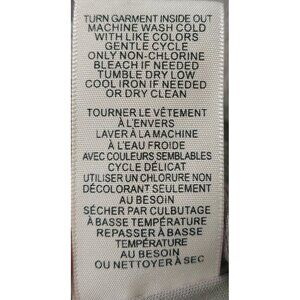 TURN GARMENT INSIDE OUT
MACHINE WASH COLD
WITH LIKE COLORS
GENTLE CYCLE
ONLY NON-CHLORINE
BLEACH IF NEEDED
TUMBLE DRY LOW
COOL IRON IF NEEDED
OR DRY CLEAN
TOURNER LE VÊTEMENT
À L'ENVERS
LAVER À LA MACHINE
À L'EAU FROIDE
AVEC COULEURS SEMBLABLES
CYCLE DÉLICAT
UTILISER UN CHLORURE NON
DÉCOLORANT SEULEMENT
AU BESOIN
SÉCHER PAR CULBUTAGE
À BASSE TEMPÉRATURE
REPASSER À BASSE
TEMPÉRATURE
AU BESOIN
OU NETTOYER À SEC